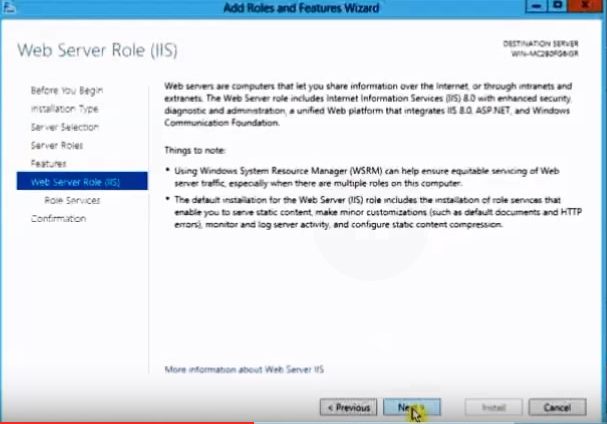 Add Roles and Features Wizard
Web Server Role (IIS)
DESTINATION SERVER
Before You Begin
Installation Type
Server Selection
Server Roles
Features
Web Server Role (IIS)
Role Services
Confirmation
Web servers are computers that let you share information over the Internet, or through intranets and
extranets. The Web Server role includes Internet Information Services (IIS) 8.0 with enhanced security,
diagnostic and administration, a unified Web platform that integrates IIS 8.0, ASP.NET, and Windows
Communication Foundation.
Things to note:
• Using Windows System Resource Manager (WSRM) can help ensure equitable servicing of Web
server traffic, especially when there are multiple roles on this computer.
• The default installation for the Web Server (IIS) role includes the installation of role services that
enable you to serve static content, make minor customizations (such as default documents and HTTP
errors), monitor and log server activity, and configure static content compression.
More information about Web Server IIS
< Previous
Next >
Install
Cancel